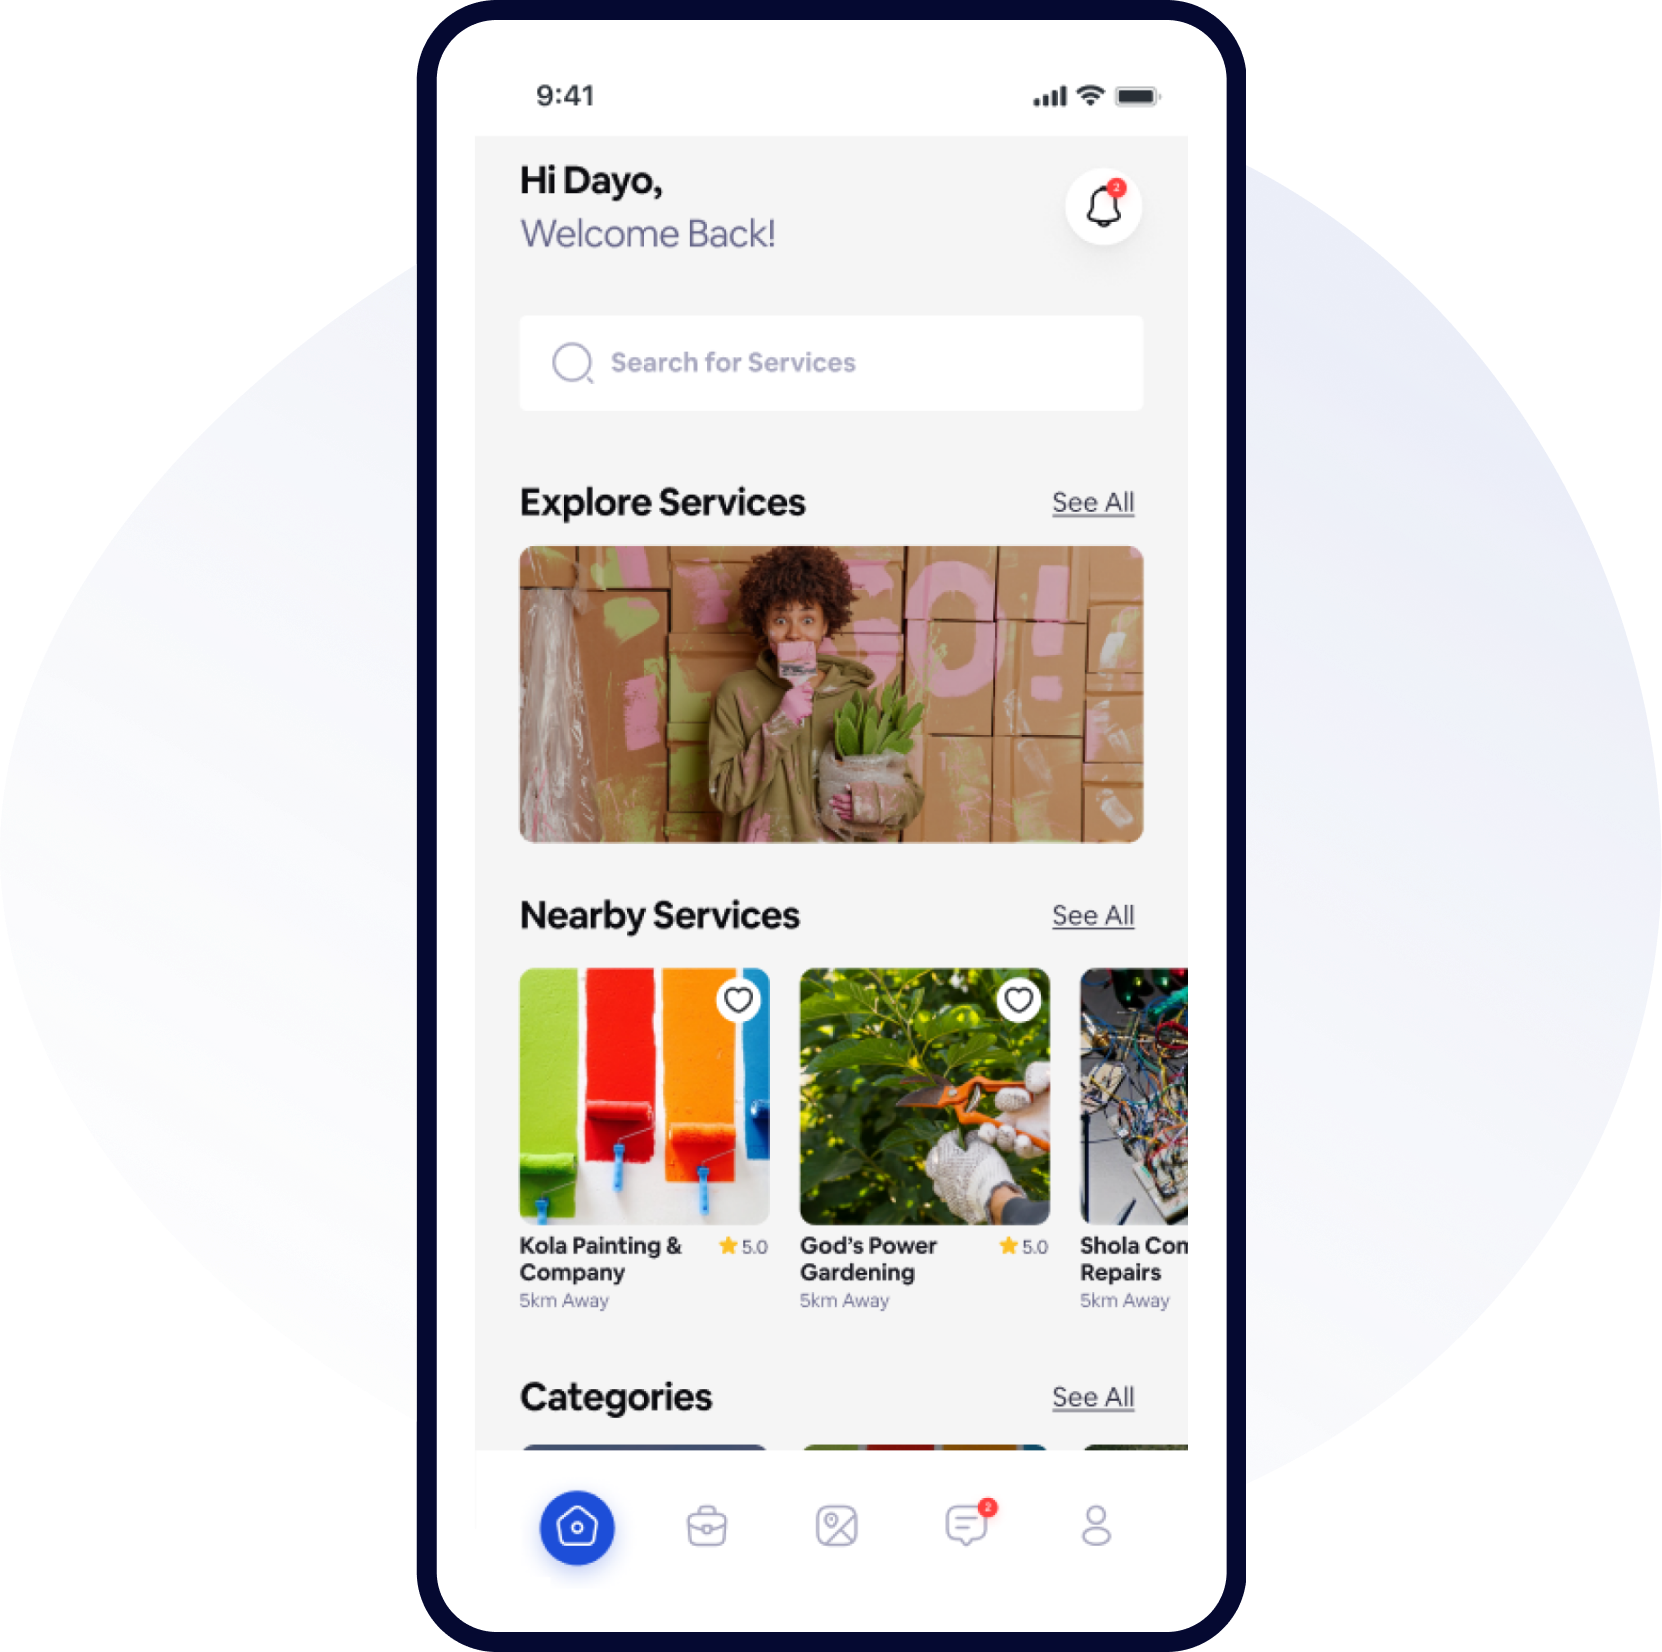 9:41
Hi Dayo,
2
Welcome Back!
Search for Services
Explore Services See All
GO!
Nearby Services See All
Kola Painting & 5.0
Company
5km Away
God's Power 5.0
Gardening
5km Away
Shola
Repairs
5km Away
Categories See All
2